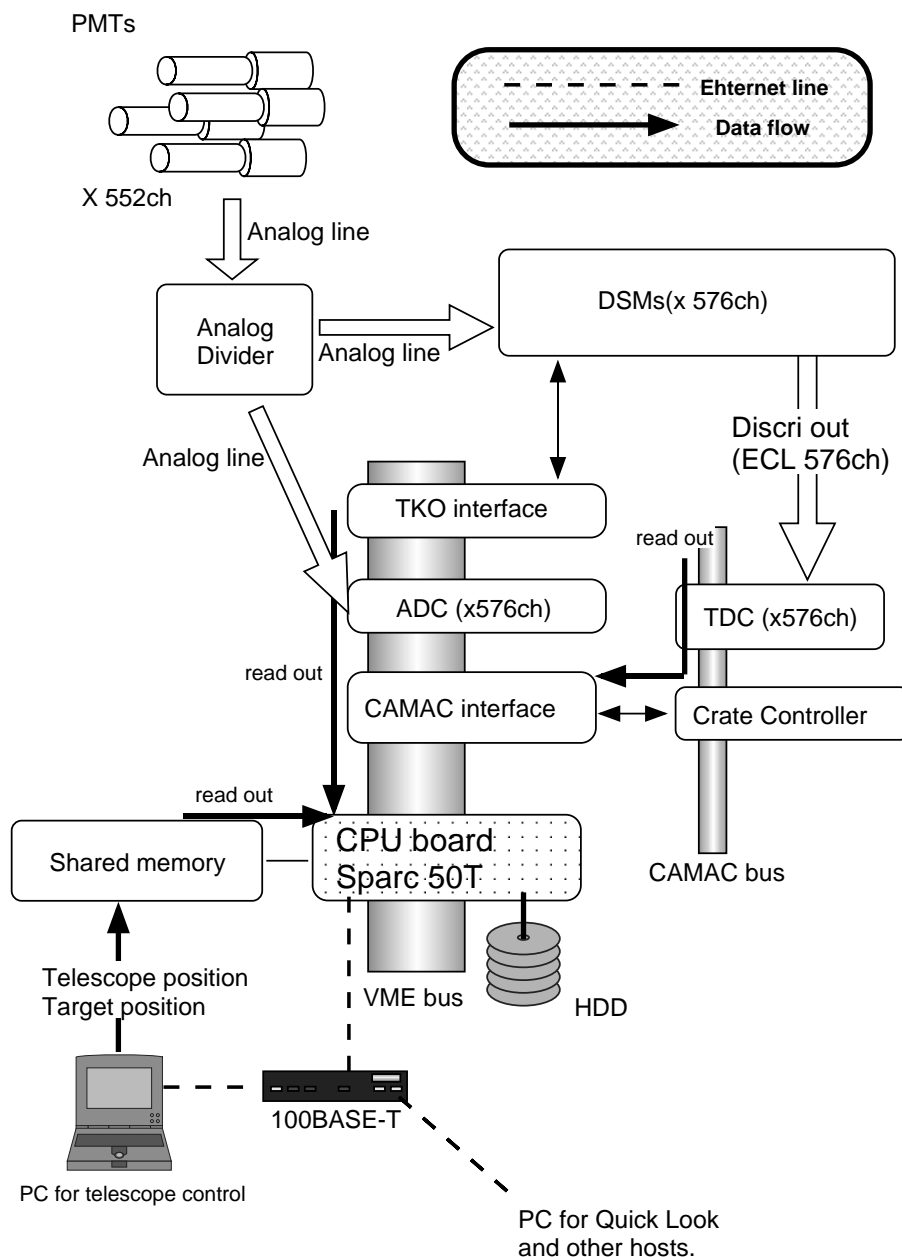 PMTs
X 552ch
Ehternet line
Data flow
Analog line
DSMs(x 576ch)
Analog
Divider
Analog line
Analog line
Discri out
(ECL 576ch)
TKO interface
read out
ADC (x576ch)
TDC (x576ch)
read out
CAMAC interface
Crate Controller
read out
CPU board
Sparc 50T
Shared memory
CAMAC bus
Telescope position
Target position
VME bus
HDD
100BASE-T
PC for telescope control
PC for Quick Look
and other hosts.